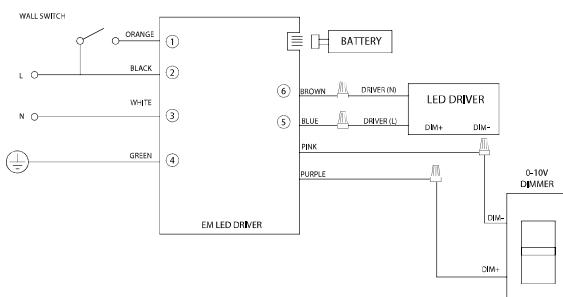 WALL SWITCH
ORANGE
1
BATTERY
L
BLACK
2
6
BROWN
DRIVER (N)
LED DRIVER
N
WHITE
3
5
BLUE
DRIVER (L)
DIM+
DIM-
PINK
GREEN
4
PURPLE
0-10V
DIMMER
EM LED DRIVER
DIM-
DIM+